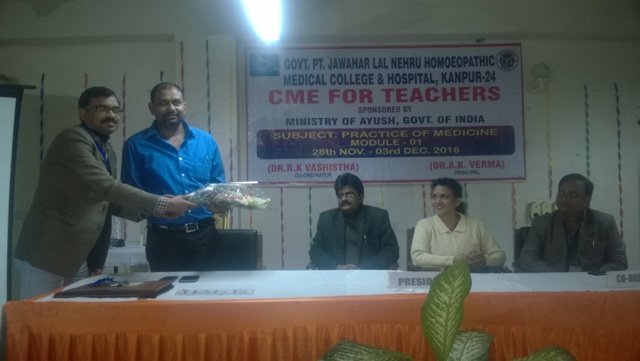 GOVT. PT. JAWAHAR LAL NEHRU HOMOEOPATHIC
MEDICAL COLLEGE & HOSPITAL, KANPUR-24
CME FOR TEACHERS
SPONSORED BY
MINISTRY OF AYUSH, GOVT. OF INDIA
SUBJECT: PRACTICE OF MEDICINE
MODULE - 01
28th NOV. - 03rd DEC. 2016
(DR.R.K VASHISTHA) (DR.A.K. VERMA)
CO-ORDINATOR PRINCIPAL
PRESID
CO-ORD